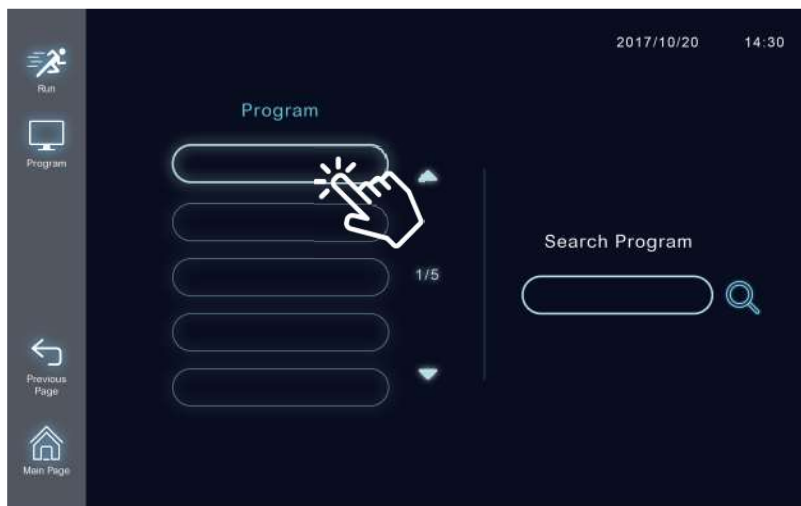 2017/10/20 14:30
Run
Program
Program
1/5
Search Program
Previous
Page
Main Page